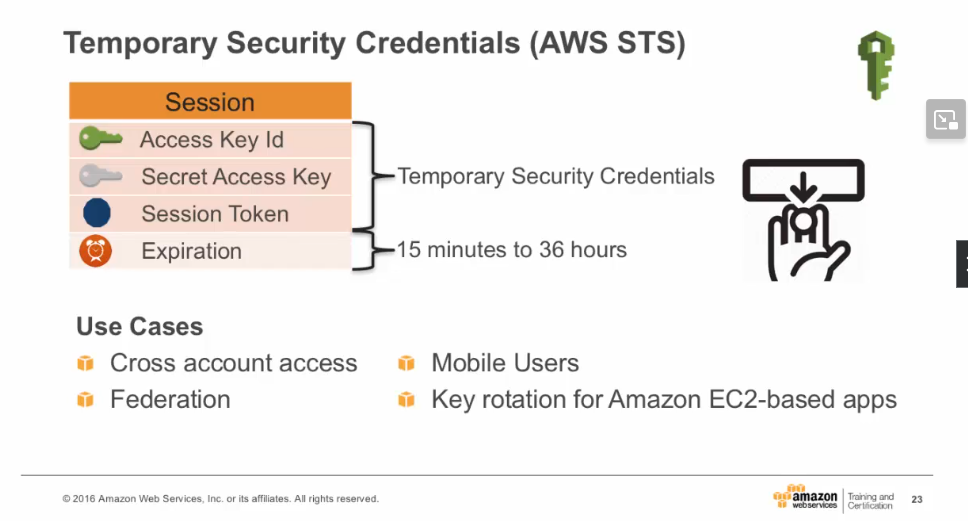 Temporary Security Credentials (AWS STS)
Session
Access Key Id
Secret Access Key
Session Token
Expiration
Temporary Security Credentials
15 minutes to 36 hours
Use Cases
Cross account access
Federation
Mobile Users
Key rotation for Amazon EC2-based apps
© 2016 Amazon Web Services, Inc. or its affiliates. All rights reserved.
amazon
webservices
Training and
Certification
23